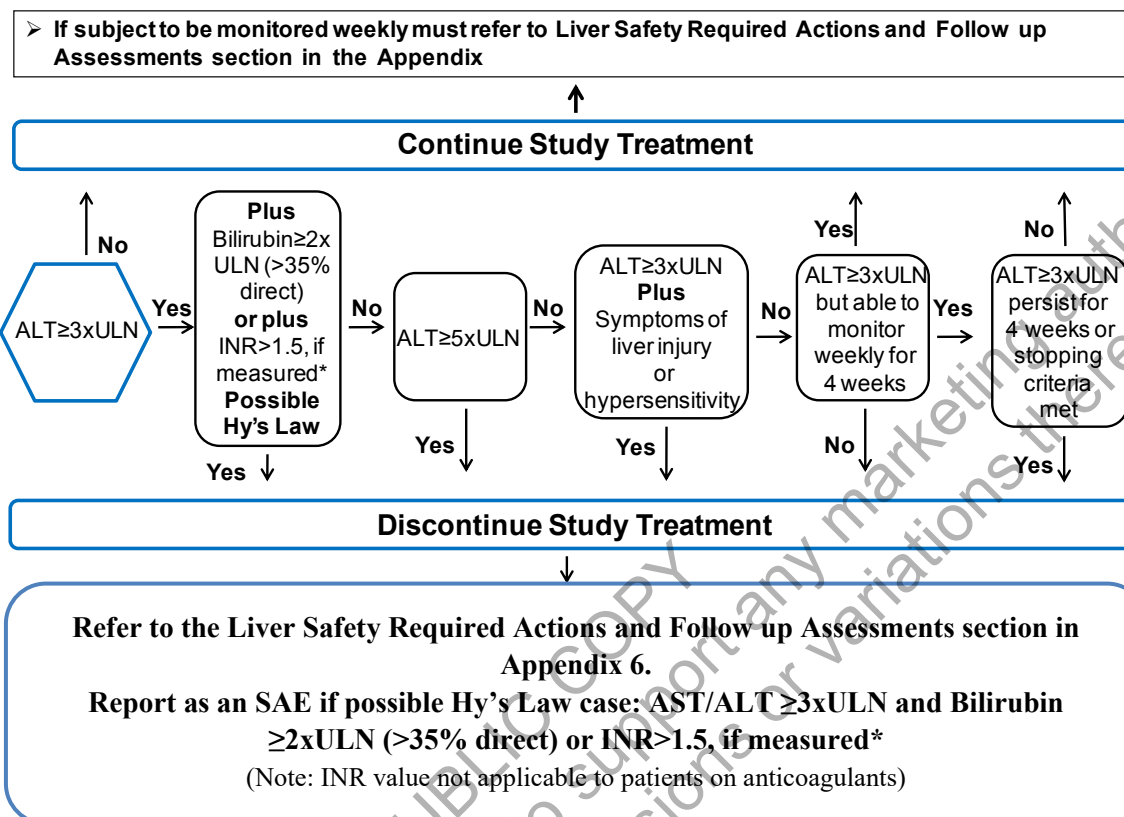 ➢ If subject to be monitored weekly must refer to Liver Safety Required Actions and Follow up
Assessments section in the Appendix
Continue Study Treatment
No
ALT≥3xULN
Yes
Plus
Bilirubin≥2x
ULN (>35%
direct)
or plus
INR>1.5, if
measured*
Possible
Hy's Law
Yes
No
ALT≥5xULN
Yes
No
ALT≥3xULN
Plus
Symptoms of
liver injury
or
hypersensitivity
Yes
No
Yes
ALT≥3xULN
but able to
monitor
weekly for
4 weeks
No
Yes
No
ALT≥3xULN
persist for
4 weeks or
stopping
criteria
met
Yes
Discontinue Study Treatment
Refer to the Liver Safety Required Actions and Follow up Assessments section in
Appendix 6.
Report as an SAE if possible Hy's Law case: AST/ALT ≥3xULN and Bilirubin
≥2xULN (>35% direct) or INR>1.5, if measured*
(Note: INR value not applicable to patients on anticoagulants)
COPY
support any marketing
or variations